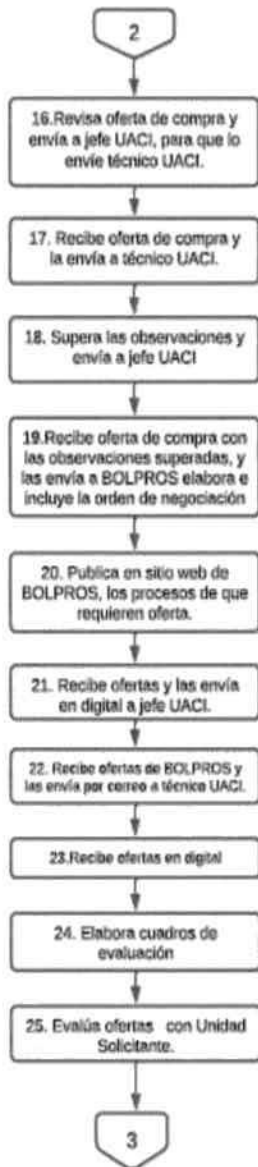 2
16.Revisa oferta de compra y
envía a jefe UACI, para que lo
envíe técnico UACI.
17. Recibe oferta de compra y
la envía a técnico UACI.
18. Supera las observaciones y
envía a jefe UACI
19.Recibe oferta de compra con
las observaciones superadas, y
las envía a BOLPROS elabora e
incluye la orden de negociación
20. Publica en sitio web de
BOLPROS, los procesos de que
requieren oferta.
21. Recibe ofertas y las envía
en digital a jefe UACI.
22. Recibe ofertas de BOLPROS y
las envía por correo a técnico UACI.
23.Recibe ofertas en digital
24. Elabora cuadros de
evaluación
25. Evalúa ofertas con Unidad
Solicitante.
3